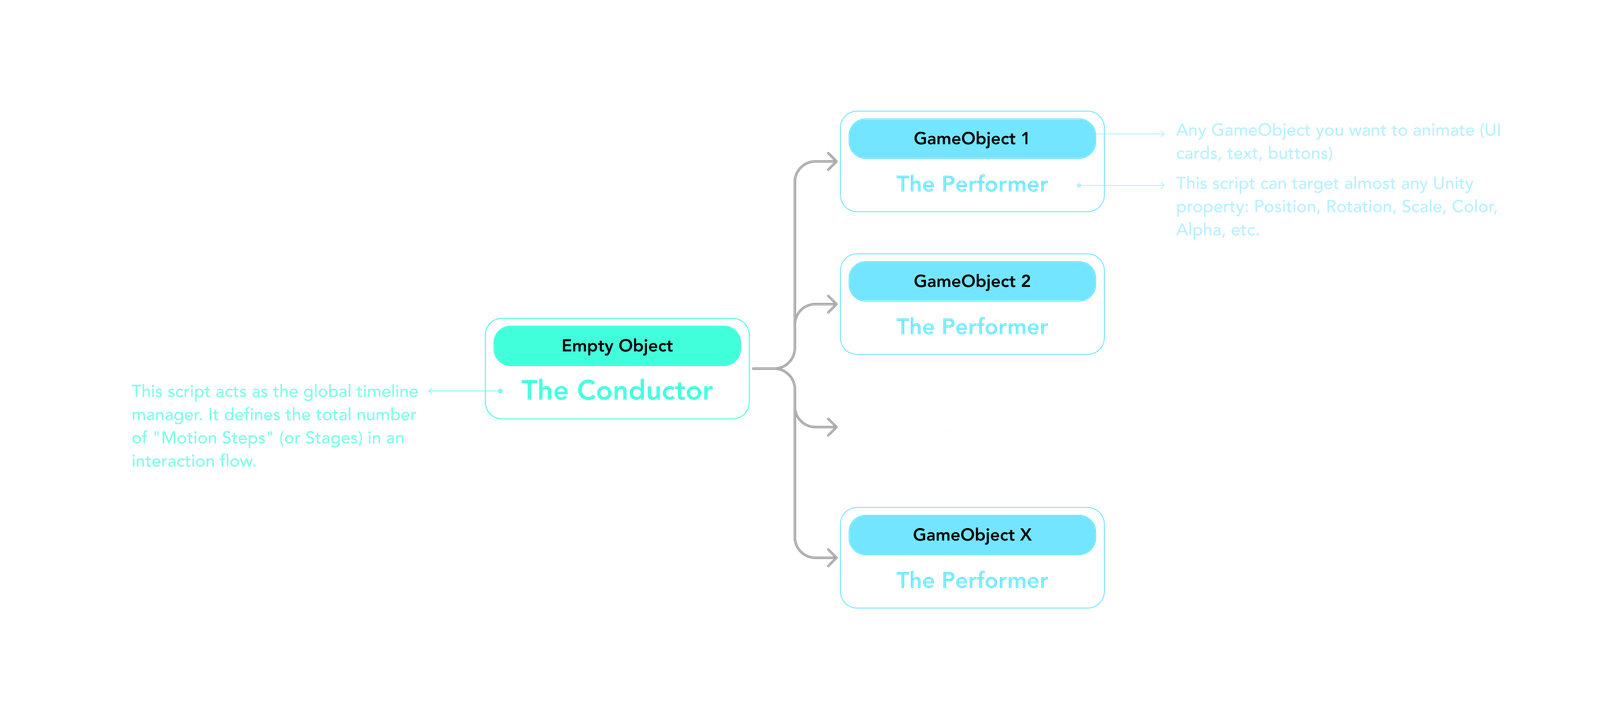 GameObject 1
The Performer
Any GameObject you want to animate (UI
cards, text, buttons)
This script can target almost any Unity
property: Position, Rotation, Scale, Color,
Alpha, etc.
GameObject 2
The Performer
Empty Object
The Conductor
This script acts as the global timeline
manager. It defines the total number
of "Motion Steps" (or Stages) in an
interaction flow.
GameObject X
The Performer